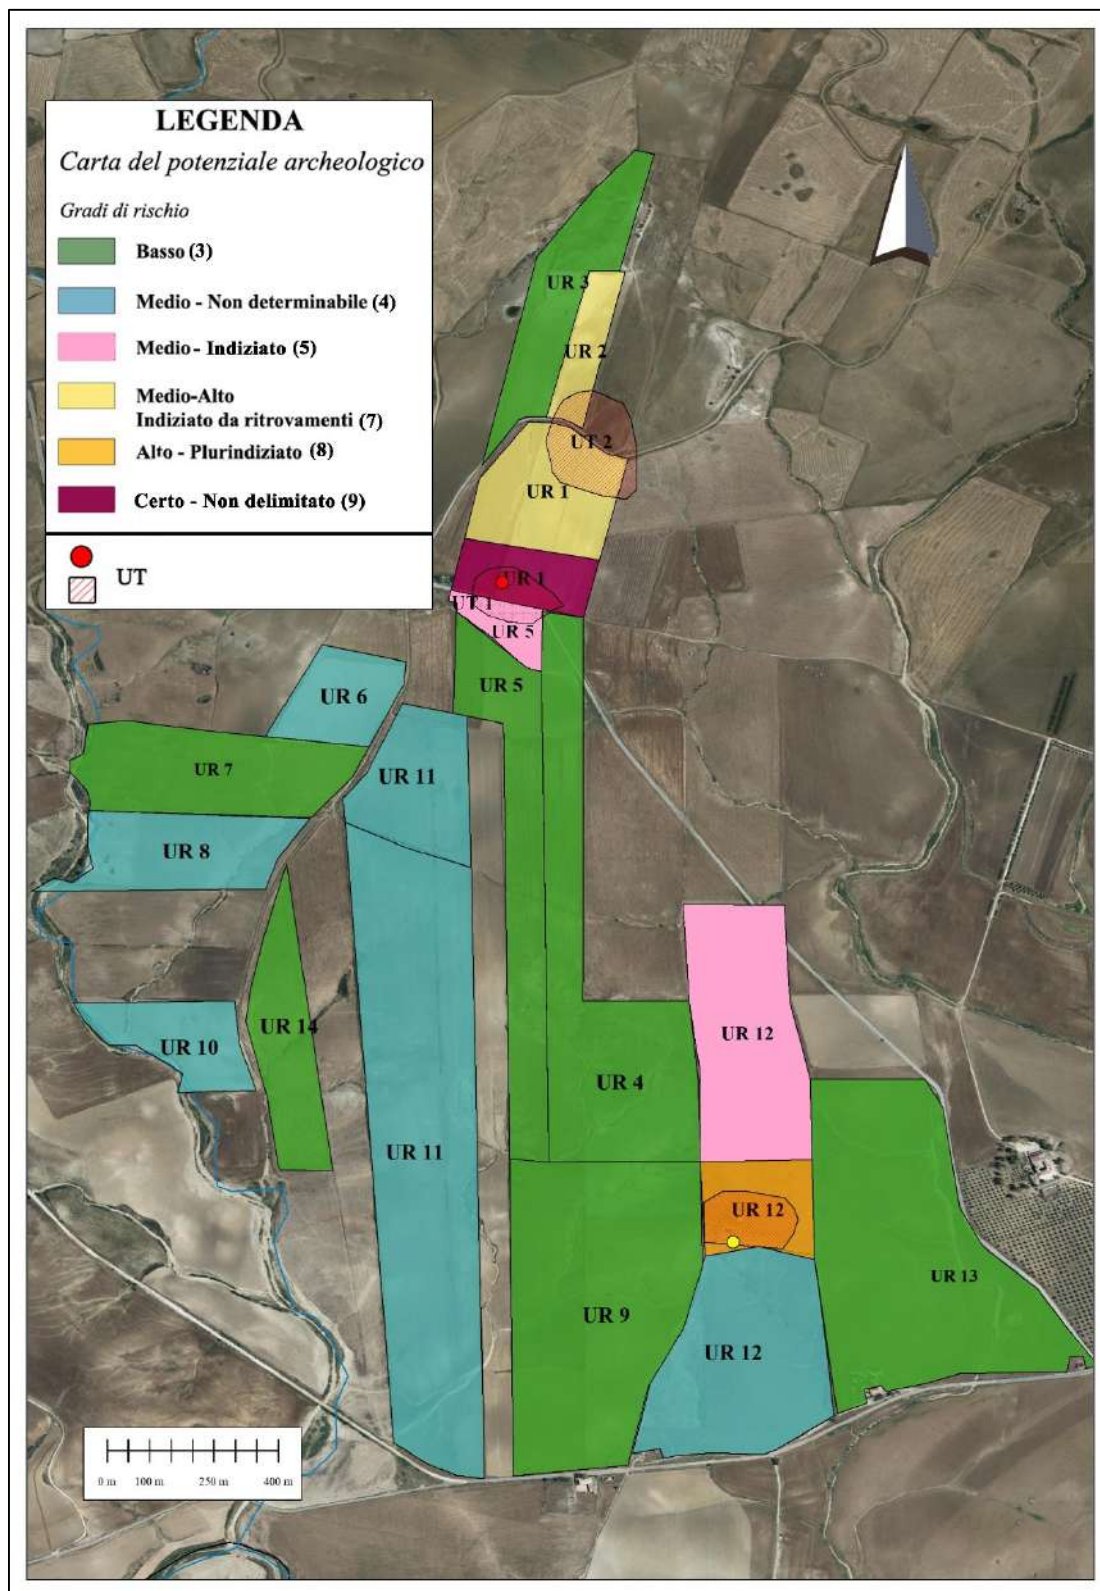 LEGENDA
Carta del potenziale archeologico
Gradi di rischio
Basso (3)
Medio - Non determinabile (4)
Medio - Indiziato (5)
Medio-Alto
Indiziato da ritrovamenti (7)
Alto - Plurindiziato (8)
Certo - Non delimitato (9)
UT
UR 3
UR 2
UT 2
UR 1
UR 1
UT 1
UR 5
UR 5
UR 6
UR 7
UR 11
UR 8
UR 14
UR 10
UR 12
UR 4
UR 11
UR 12
UR 13
UR 9
UR 12
0 m 100 m 250 m 400 m